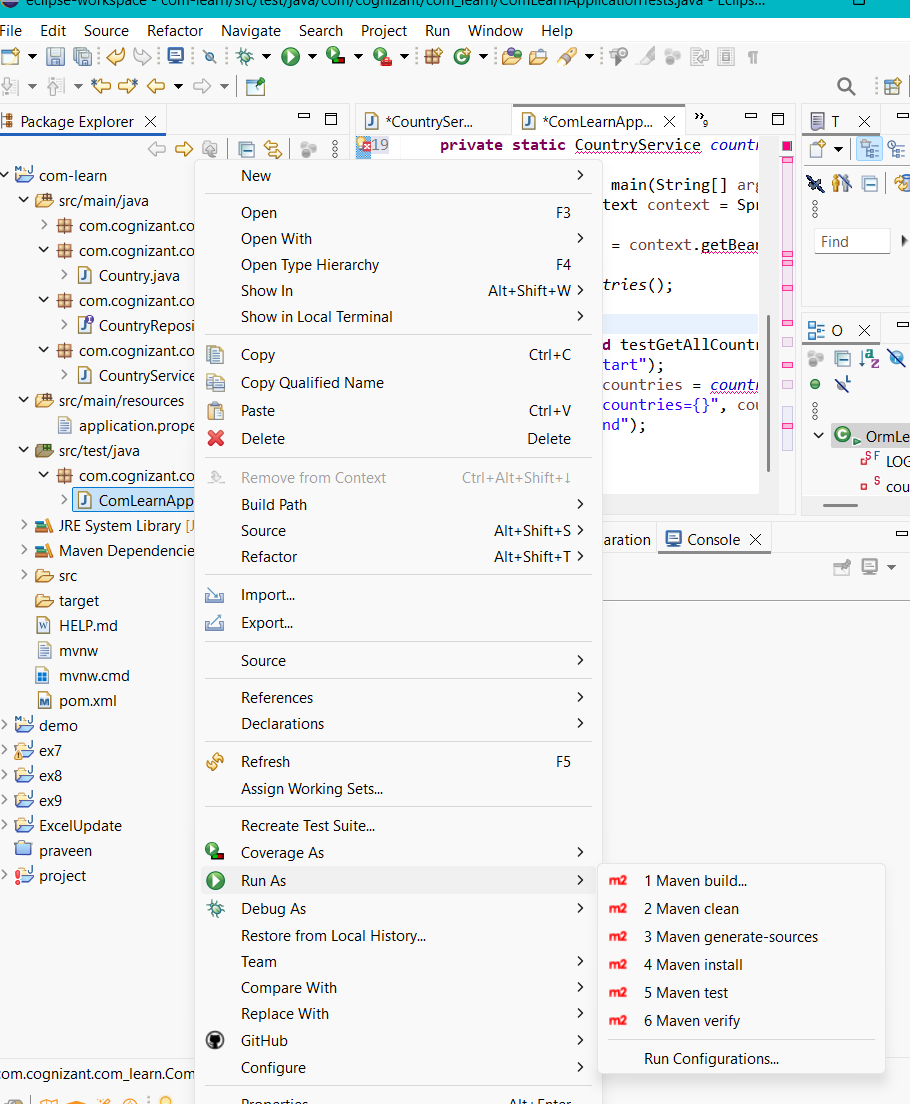 eclipse-workspace - com-learn/src/test/java/com/cognizant/com_learn/ComLearnApplicationTests.java - Eclips...
File Edit Source Refactor Navigate Search Project Run Window Help
Package Explorer
*CountrySer...
*ComLearnApp...
9
T
19 private static CountryService countr
main(String[] arg
text context = Spr
= context.getBean
tries();
d testGetAllCountr
tart");
countries = countr
countries={}", cou
nd");
Find
O
OrmLe
LOG
cou
com-learn
src/main/java
com.cognizant.co
com.cognizant.co
Country.java
com.cognizant.co
CountryReposi
com.cognizant.co
CountryService
src/main/resources
application.prope
src/test/java
com.cognizant.co
ComLearnApp
JRE System Library [J
Maven Dependencie
src
target
HELP.md
mvnw
mvnw.cmd
pom.xml
demo
ex7
ex8
ex9
ExcelUpdate
praveen
project
New
Open F3
Open With
Open Type Hierarchy F4
Show In Alt+Shift+W
Show in Local Terminal
Copy Ctrl+C
Copy Qualified Name
Paste Ctrl+V
Delete Delete
Remove from Context Ctrl+Alt+Shift+↓
Build Path
Source Alt+Shift+S
Refactor Alt+Shift+T
Import...
Export...
Source
References
Declarations
Refresh F5
Assign Working Sets...
Recreate Test Suite...
Coverage As
Run As
Debug As
Restore from Local History...
Team
Compare With
Replace With
GitHub
Configure
Properties Alt+Enter
aration
Console
m2 1 Maven build...
m2 2 Maven clean
m2 3 Maven generate-sources
m2 4 Maven install
m2 5 Maven test
m2 6 Maven verify
Run Configurations...
com.cognizant.com_learn.Com